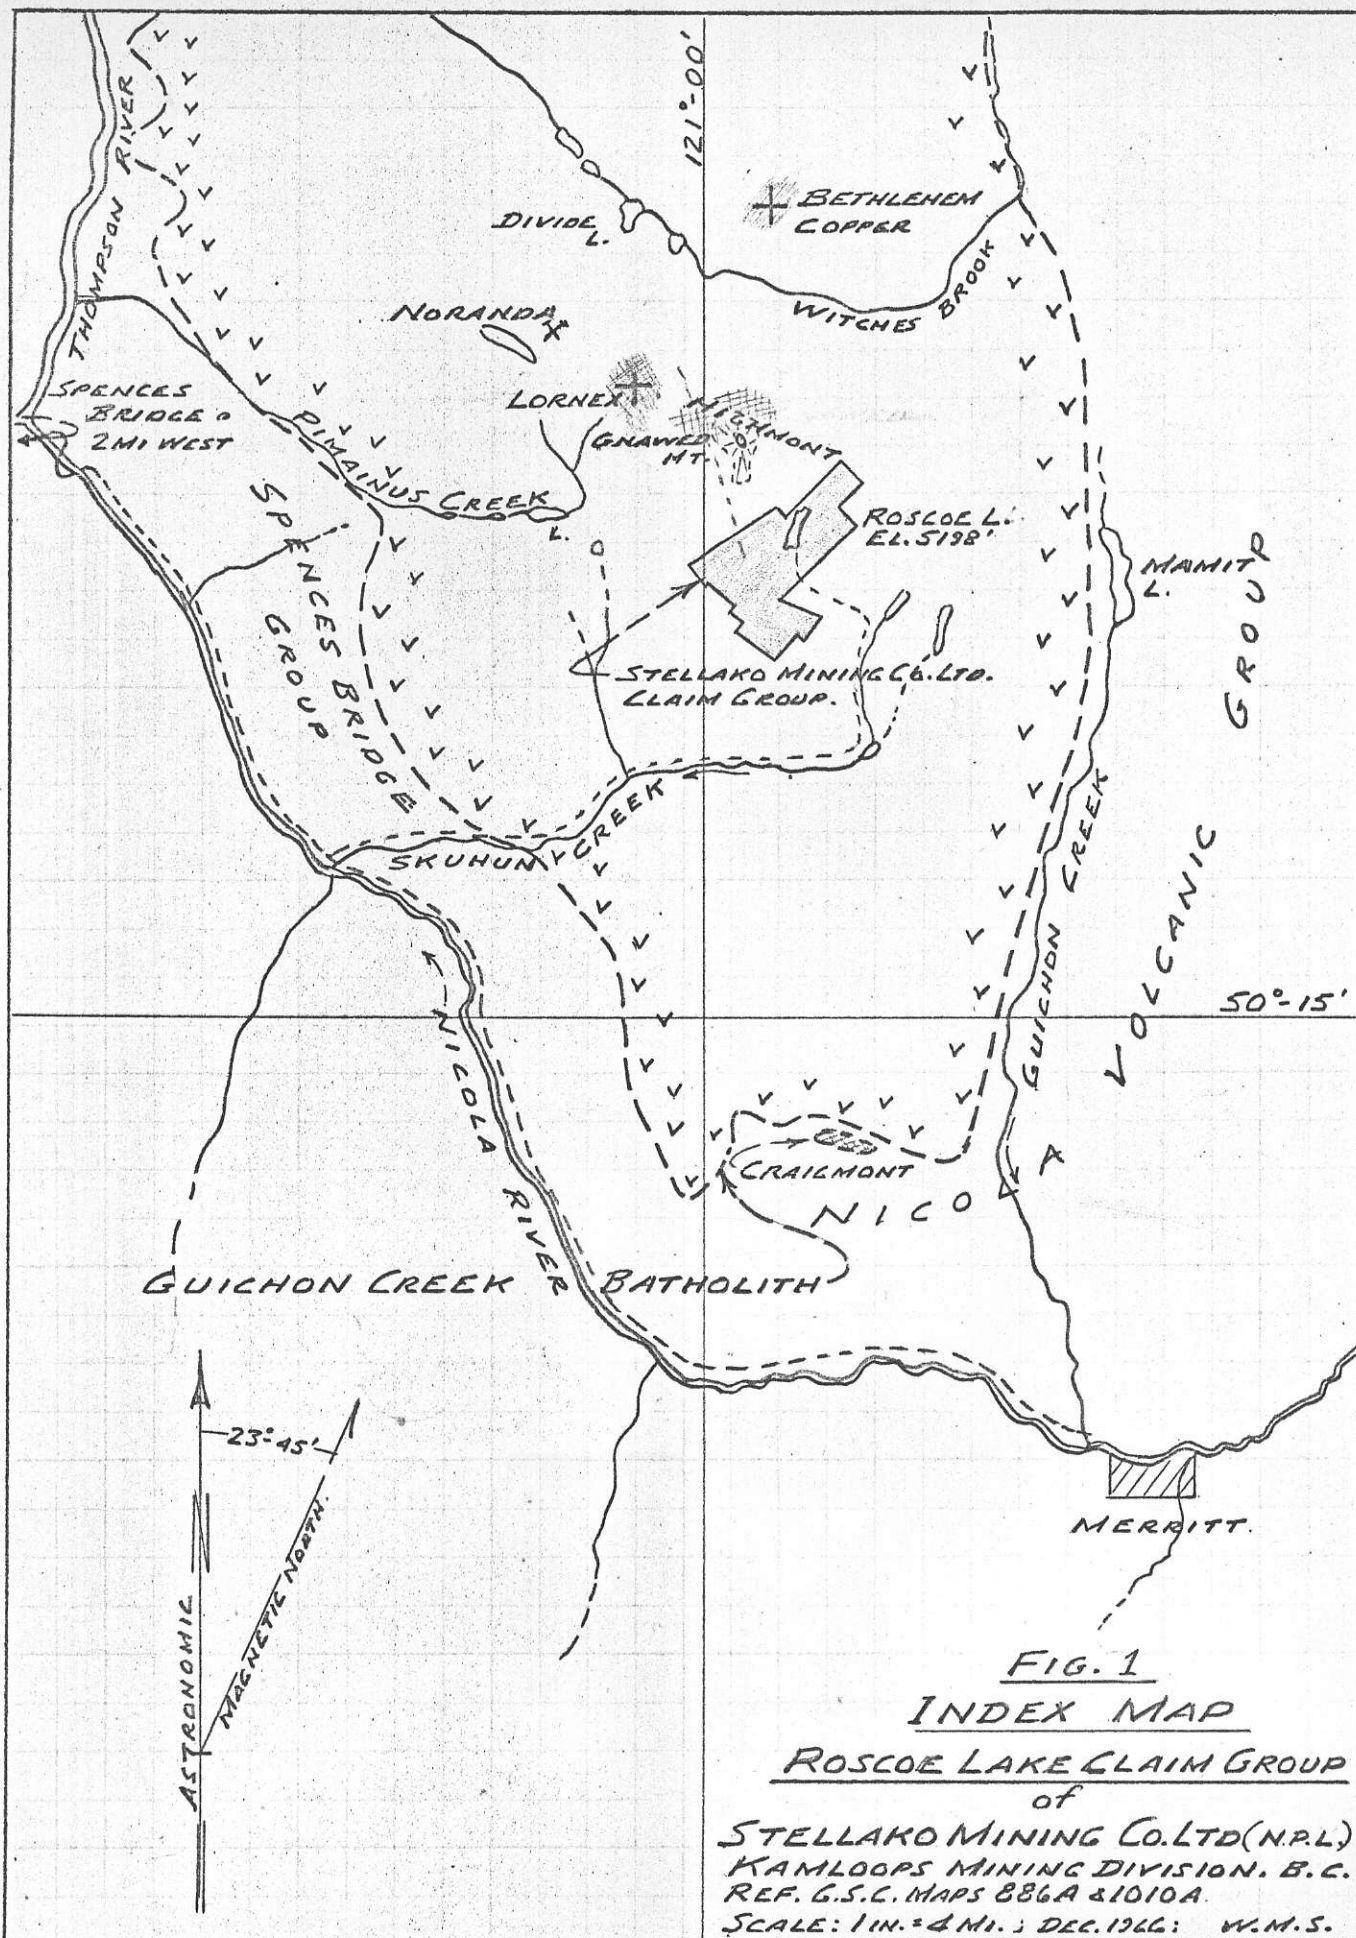 121°-00'
THOMPSON RIVER
BETHLEHEM
COPPER
DIVIDE
L.
WITCHES BROOK
NORANDA
SPENCES
BRIDGE
2 MI WEST
LORNEX
HIGHMONT
GNAWED
MT.
PIMAINUS CREEK
L.
ROSCOE L.
EL. 5198'
MAMIT
L.
SPENCES BRIDGE
GROUP
STELLAKO MINING CO. LTD.
CLAIM GROUP.
SKUHUN CREEK
GUICHON CREEK
NICOLA RIVER
50°-15'
CRAIGMONT
NICO A
VOLCANIC
GROUP
GUICHON CREEK BATHOLITH
23°-45'
ASTRONOMIC
MAGNETIC NORTH.
MERRITT.
FIG. 1
INDEX MAP
ROSCOE LAKE CLAIM GROUP
of
STELLAKO MINING CO. LTD (N.P.L.)
KAMLOOPS MINING DIVISION. B.C.
REF. G.S.C. MAPS 886A & 1010A
SCALE: 1 IN. = 4 MI.; DEC. 1966: W.M.S.